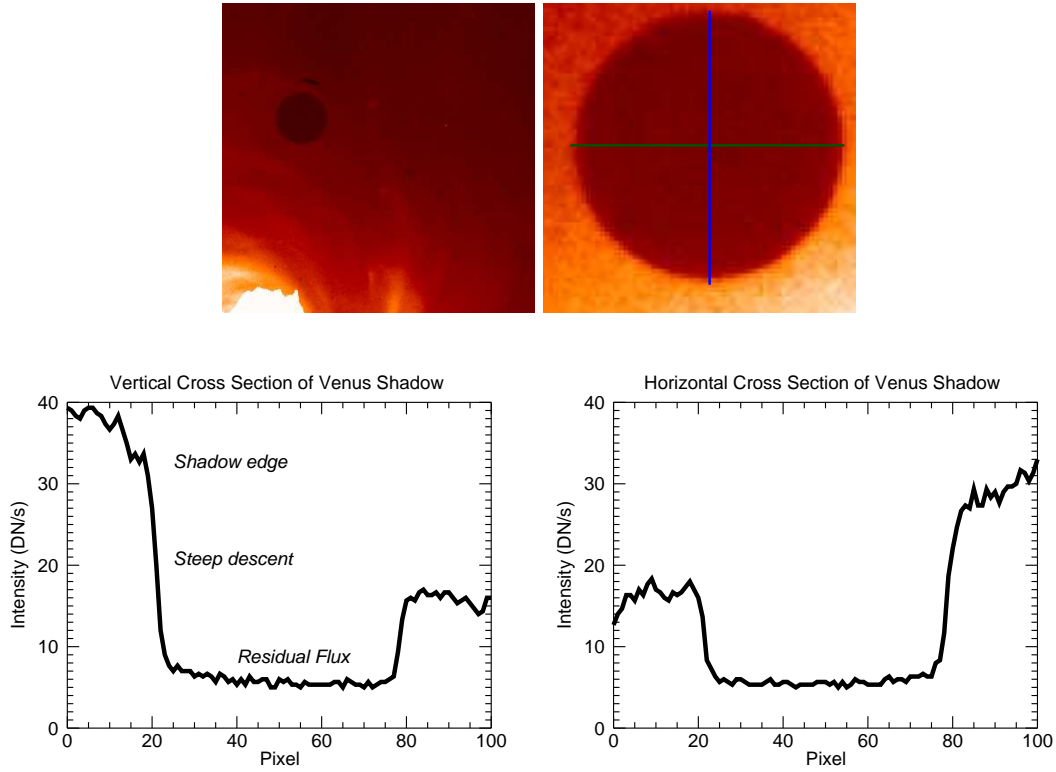 Vertical Cross Section of Venus Shadow
40
30
20
10
0
Intensity (DN/s)
Shadow edge
Steep descent
Residual Flux
0 20 40 60 80 100
Pixel
Horizontal Cross Section of Venus Shadow
40
30
20
10
0
Intensity (DN/s)
0 20 40 60 80 100
Pixel